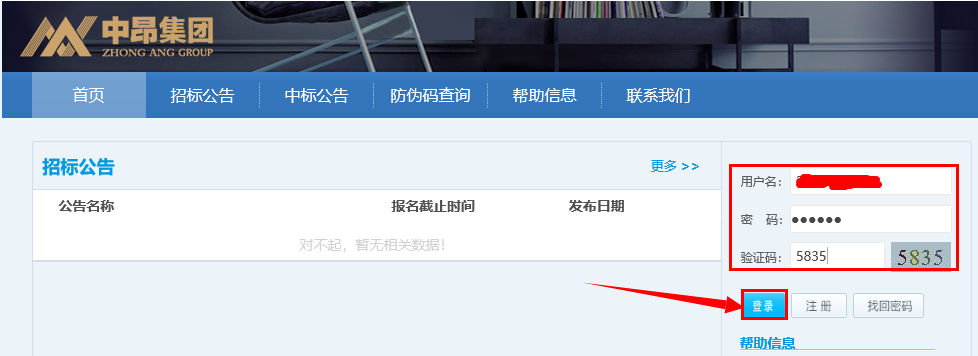 中昂集团
ZHONG ANG GROUP
首页 招标公告 中标公告 防伪码查询 帮助信息 联系我们
招标公告 更多 >>
公告名称 报名截止时间 发布日期
对不起，暂无相关数据！
用户名：
密 码：●●●●●●
验证码： 5835 5835
登录 注 册 找回密码
帮助信息